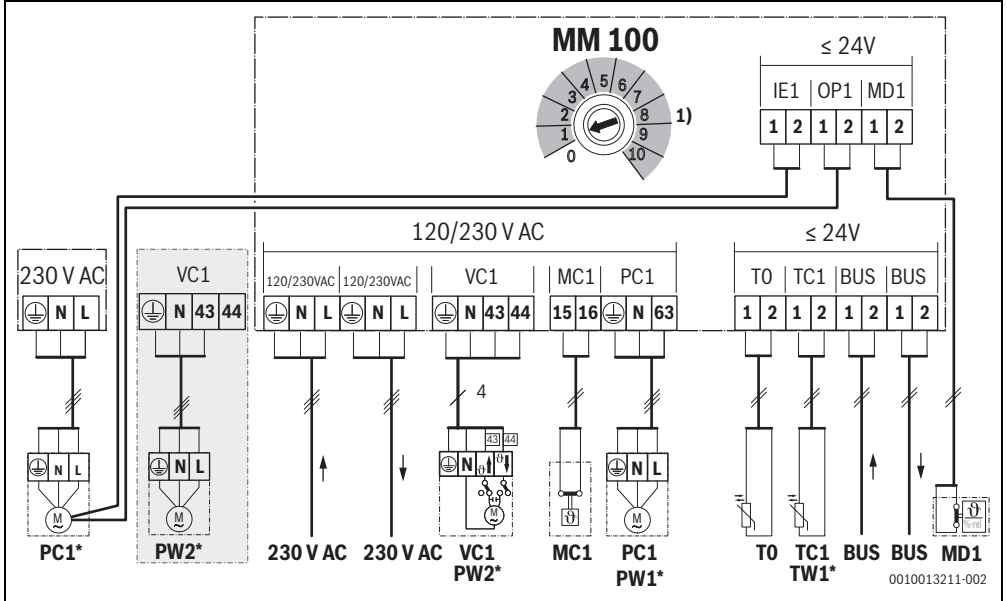 MM 100
≤ 24V
IE1 OP1 MD1
1 2 1 2 1 2
0 1 2 3 4 5 6 7 8 9 10
1)
120/230 V AC
≤ 24V
230 V AC
N L
VC1
N 43 44
120/230VAC 120/230VAC VC1 MC1 PC1
N L N L N 43 44 15 16 N 63
T0 TC1 BUS BUS
1 2 1 2 1 2 1 2
4
43 44
N L
M
~
N L
M
~
N ϑ ϑ
M
~
ϑ
N L
M
~
ϑ
%-rel
PC1* PW2* 230 V AC 230 V AC VC1 MC1 PC1 T0 TC1 BUS BUS MD1
PW2* PW1* TW1*
0010013211-002